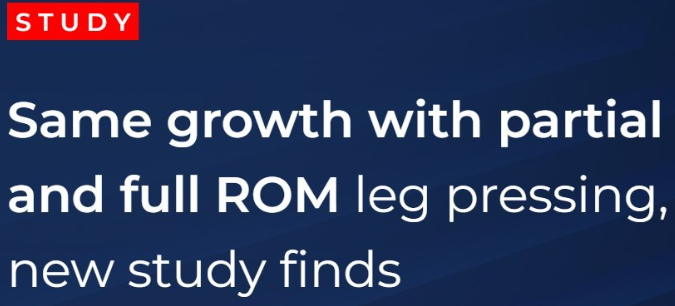 STUDY
Same growth with partial
and full ROM leg pressing,
new study finds